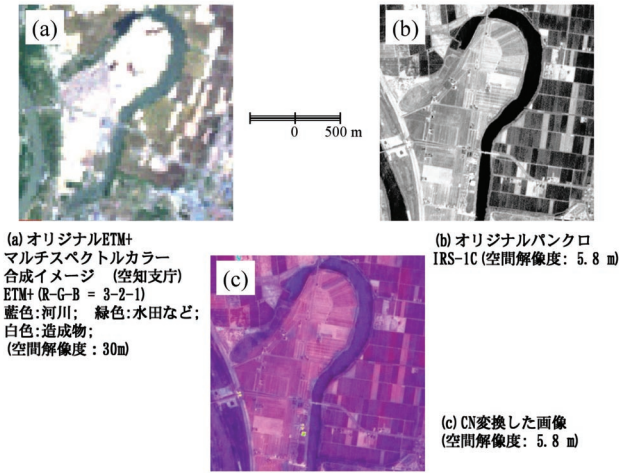 (a)
(b)
0
500 m
(a)オリジナルETM+
マルチスペクトルカラー
合成イメージ (空知支庁)
ETM+(R-G-B = 3-2-1)
藍色:河川; 緑色:水田など;
白色:造成物;
(空間解像度:30m)
(b)オリジナルパンクロ
IRS-1C(空間解像度: 5.8 m)
(c)
(c)CN変換した画像
(空間解像度: 5.8 m)